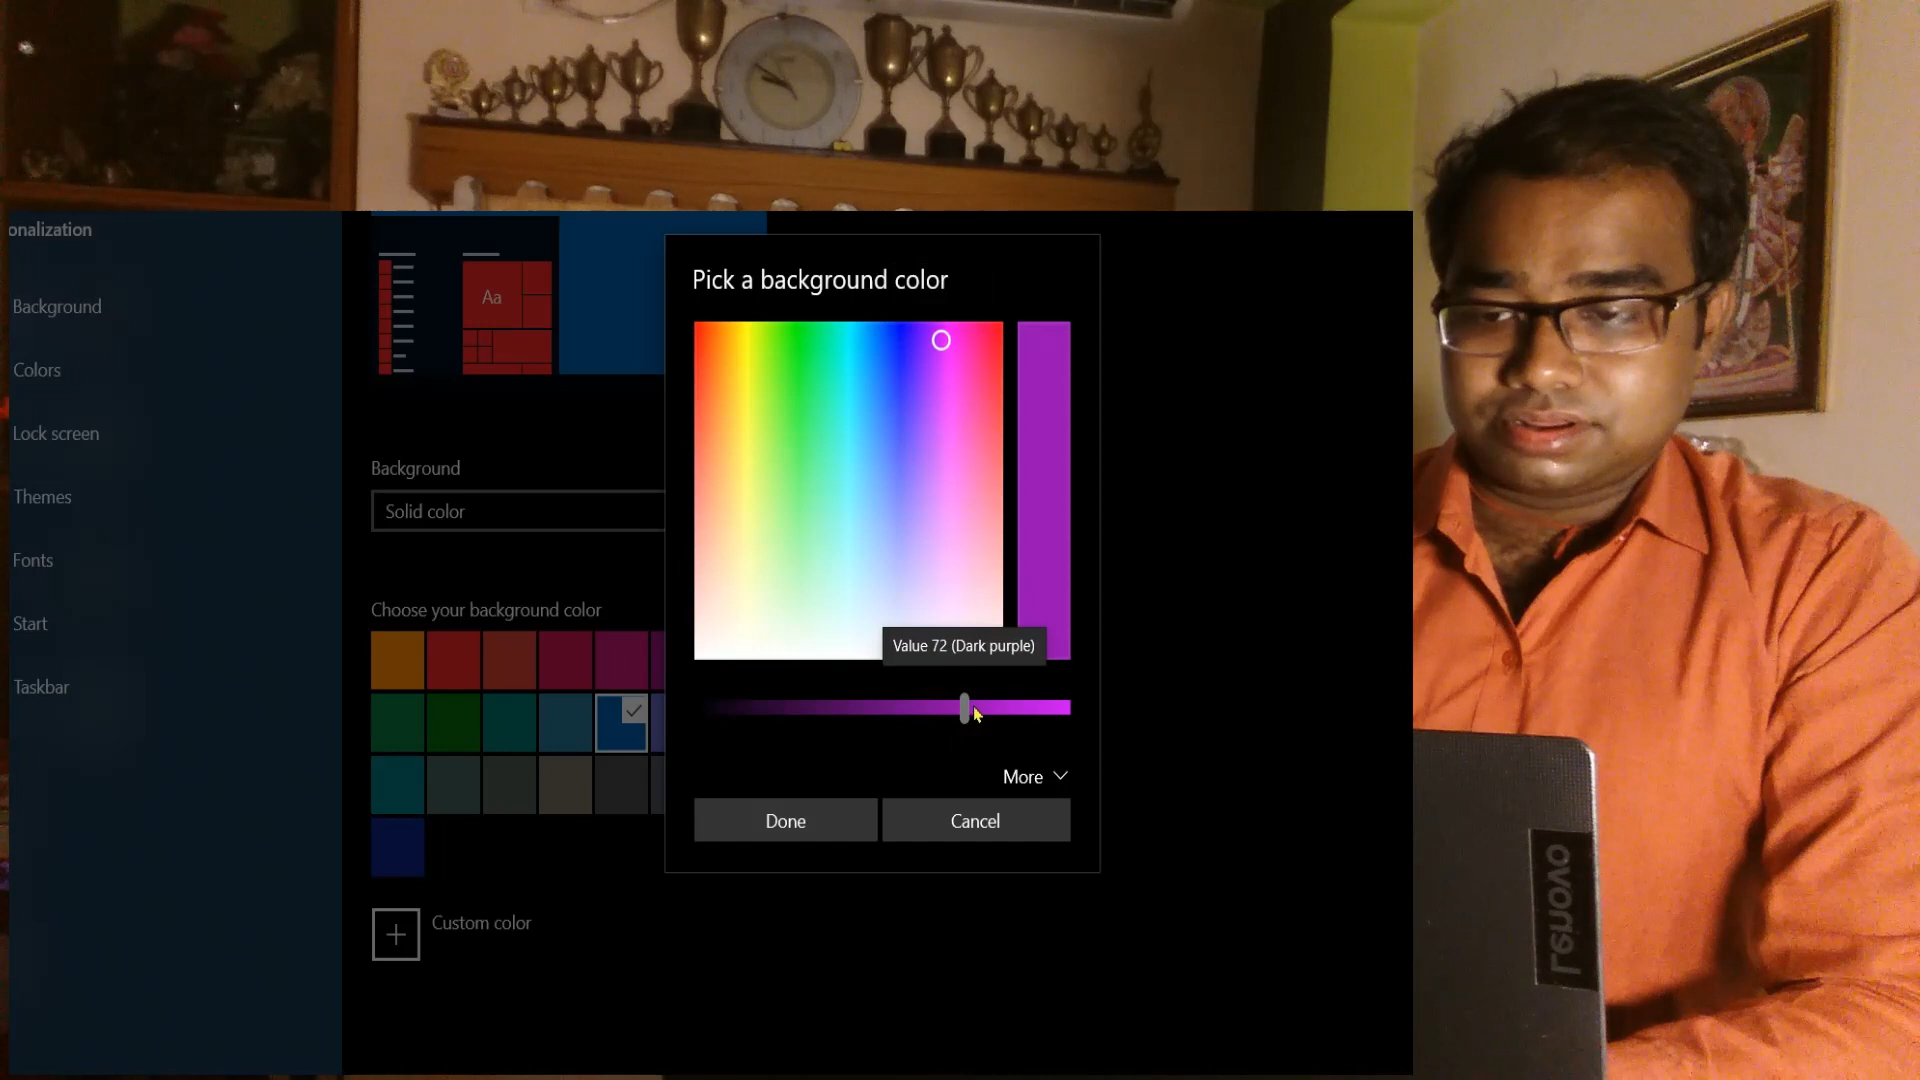 onalization
Background
Colors
Lock screen
Themes
Fonts
Start
Taskbar
Aa
Background
Solid color
Choose your background color
Custom color
Pick a background color
Value 72 (Dark purple)
More
Done
Cancel
Lenovo